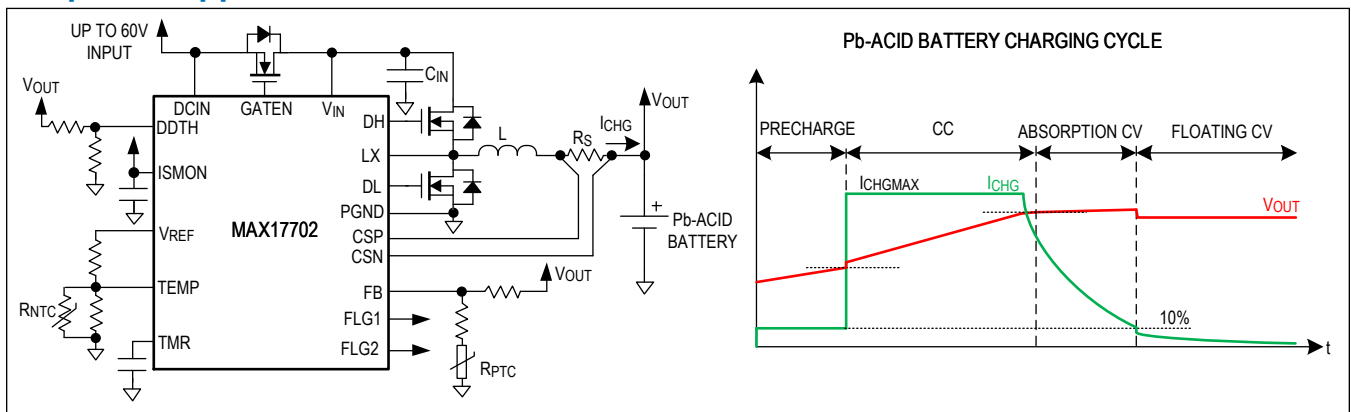 UP TO 60V
INPUT
VOUT
DCIN
GATEN
VIN
CIN
DDTH
ISMON
VREF
TEMP
RNTC
TMR
MAX17702
DH
LX
DL
PGND
CSP
CSN
FB
FLG1
FLG2
L
RS
ICHG
VOUT
+
Pb-ACID
BATTERY
VOUT
RPTC
Pb-ACID BATTERY CHARGING CYCLE
PRECHARGE
CC
ABSORPTION CV
FLOATING CV
ICHGMAX
ICHG
VOUT
10%
t